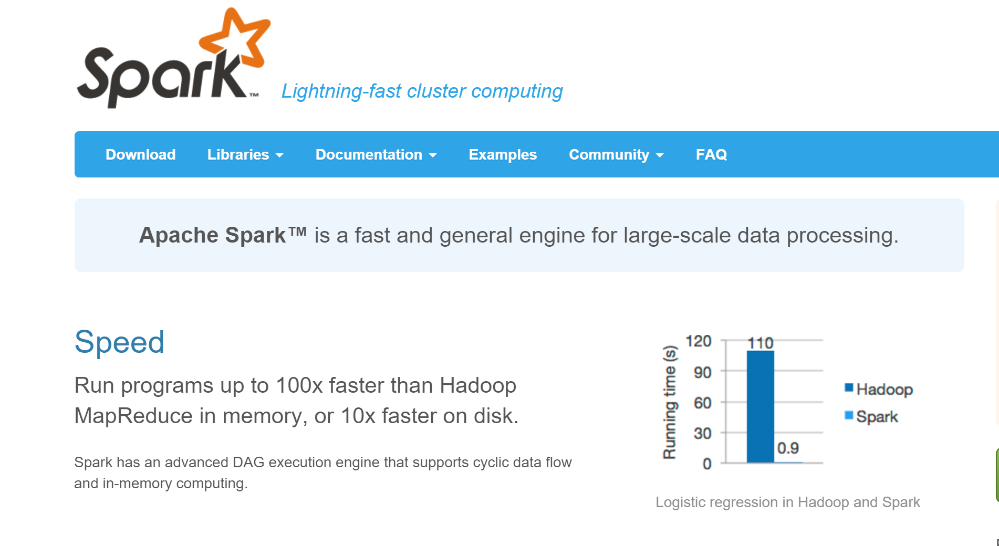 Spark™
Lightning-fast cluster computing
Download Libraries Documentation Examples Community FAQ
Apache Spark™ is a fast and general engine for large-scale data processing.
Speed
Run programs up to 100x faster than Hadoop
MapReduce in memory, or 10x faster on disk.
Spark has an advanced DAG execution engine that supports cyclic data flow
and in-memory computing.
Running time (s)
120
90
60
30
0
110
0.9
Hadoop
Spark
Logistic regression in Hadoop and Spark